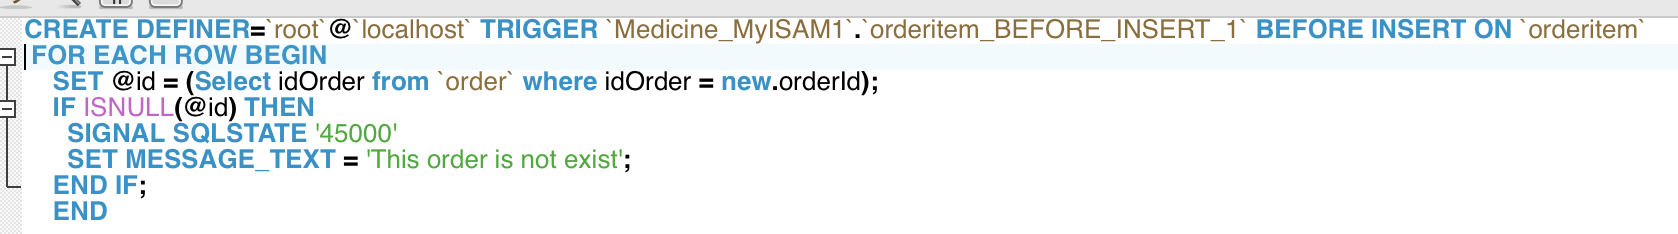 CREATE DEFINER=`root`@`localhost` TRIGGER `Medicine_MyISAM1`.`orderitem_BEFORE_INSERT_1` BEFORE INSERT ON `orderitem`
FOR EACH ROW BEGIN
SET @id = (Select idOrder from `order` where idOrder = new.orderId);
IF ISNULL(@id) THEN
SIGNAL SQLSTATE '45000'
SET MESSAGE_TEXT = 'This order is not exist';
END IF;
END